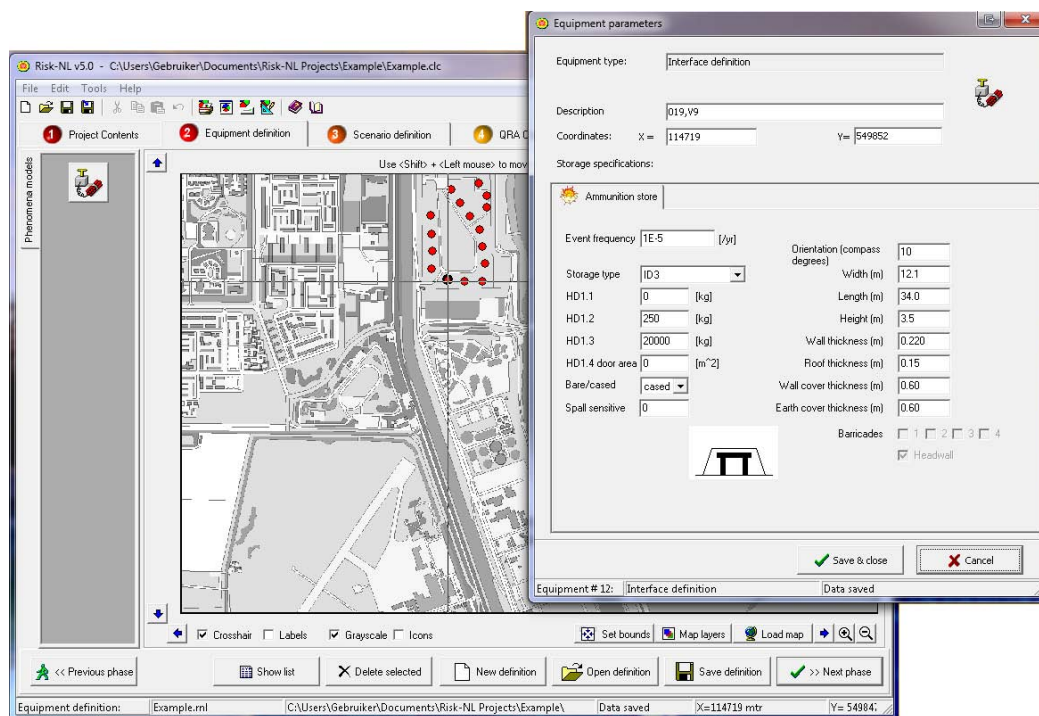 Equipment parameters
Equipment type: Interface definition
Description 019,V9
Coordinates: X = 114719 Y= 549852
Storage specifications:
Ammunition store
Event frequency 1E-5 [/yr]
Storage type ID3
HD1.1 0 [kg]
HD1.2 250 [kg]
HD1.3 20000 [kg]
HD1.4 door area 0 [m^2]
Bare/cased cased
Spall sensitive 0
Orientation (compass degrees) 10
Width (m) 12.1
Length (m) 34.0
Height (m) 3.5
Wall thickness (m) 0.220
Roof thickness (m) 0.15
Wall cover thickness (m) 0.60
Earth cover thickness (m) 0.60
Barricades 1 2 3 4
Headwall
Save & close Cancel
Equipment # 12: Interface definition Data saved
Risk-NL v5.0 - C:\Users\Gebruiker\Documents\Risk-NL Projects\Example\Example.clc
File Edit Tools Help
1 Project Contents 2 Equipment definition 3 Scenario definition 4 QRA
Phenomena models
Use <Shift> + <Left mouse> to mov
Crosshair Labels Grayscale Icons Set bounds Map layers Load map
<< Previous phase Show list Delete selected New definition Open definition Save definition >> Next phase
Equipment definition: Example.rnl C:\Users\Gebruiker\Documents\Risk-NL Projects\Example\ Data saved X=114719 mtr Y= 54984